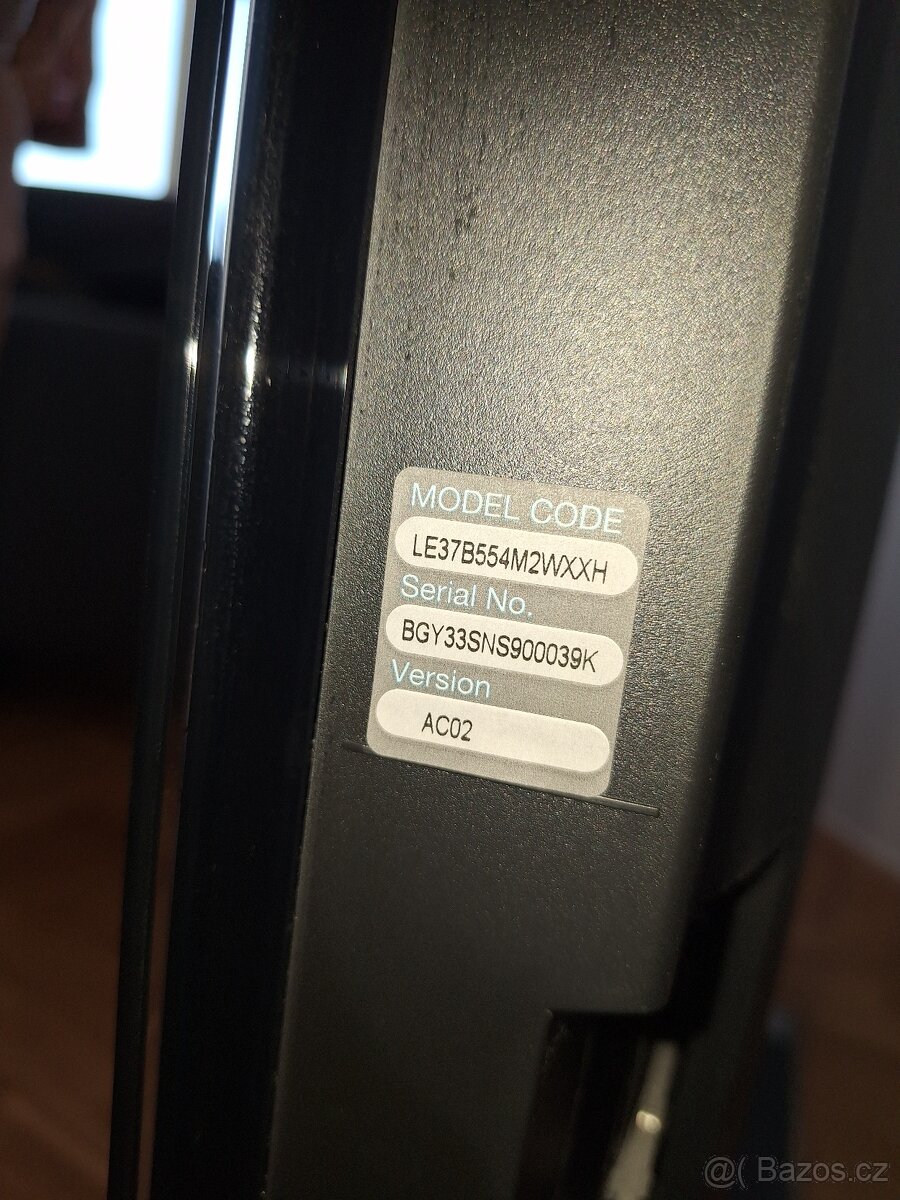 MODEL CODE
LE37B554M2WXXH
Serial No.
BGY33SNS900039K
Version
AC02
@( Bazos.cz